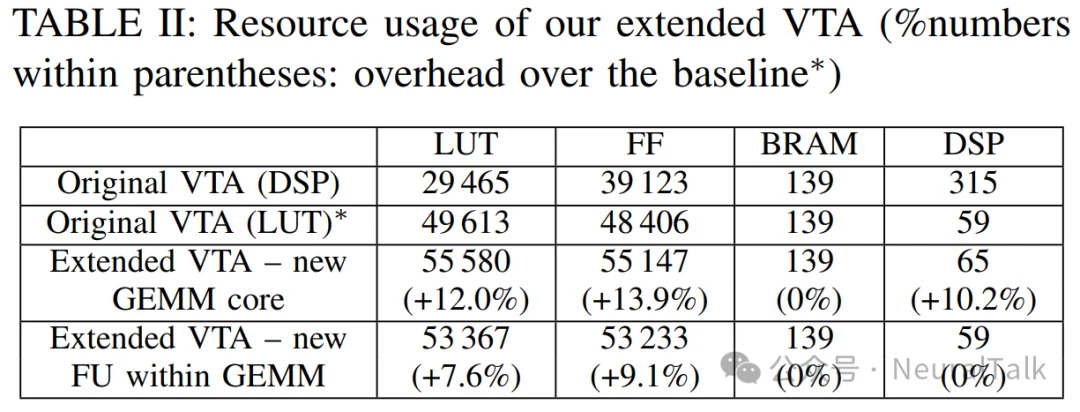 TABLE II: Resource usage of our extended VTA (%numbers
within parentheses: overhead over the baseline*)
LUT FF BRAM DSP
Original VTA (DSP) 29 465 39 123 139 315
Original VTA (LUT)* 49 613 48 406 139 59
Extended VTA – new 55 580 55 147 139 65
GEMM core (+12.0%) (+13.9%) (0%) (+10.2%)
Extended VTA – new 53 367 53 233 139 59
FU within GEMM (+7.6%) (+9.1%) (0%) (0%)
公众号 · NeuralTalk